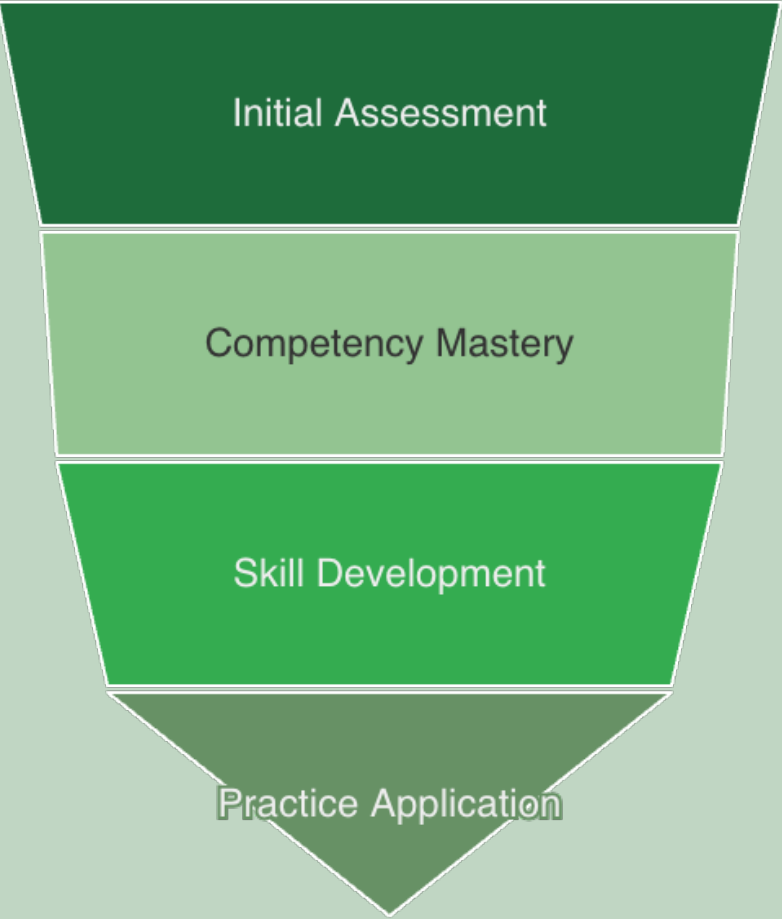 Initial Assessment
Competency Mastery
Skill Development
Practice Application